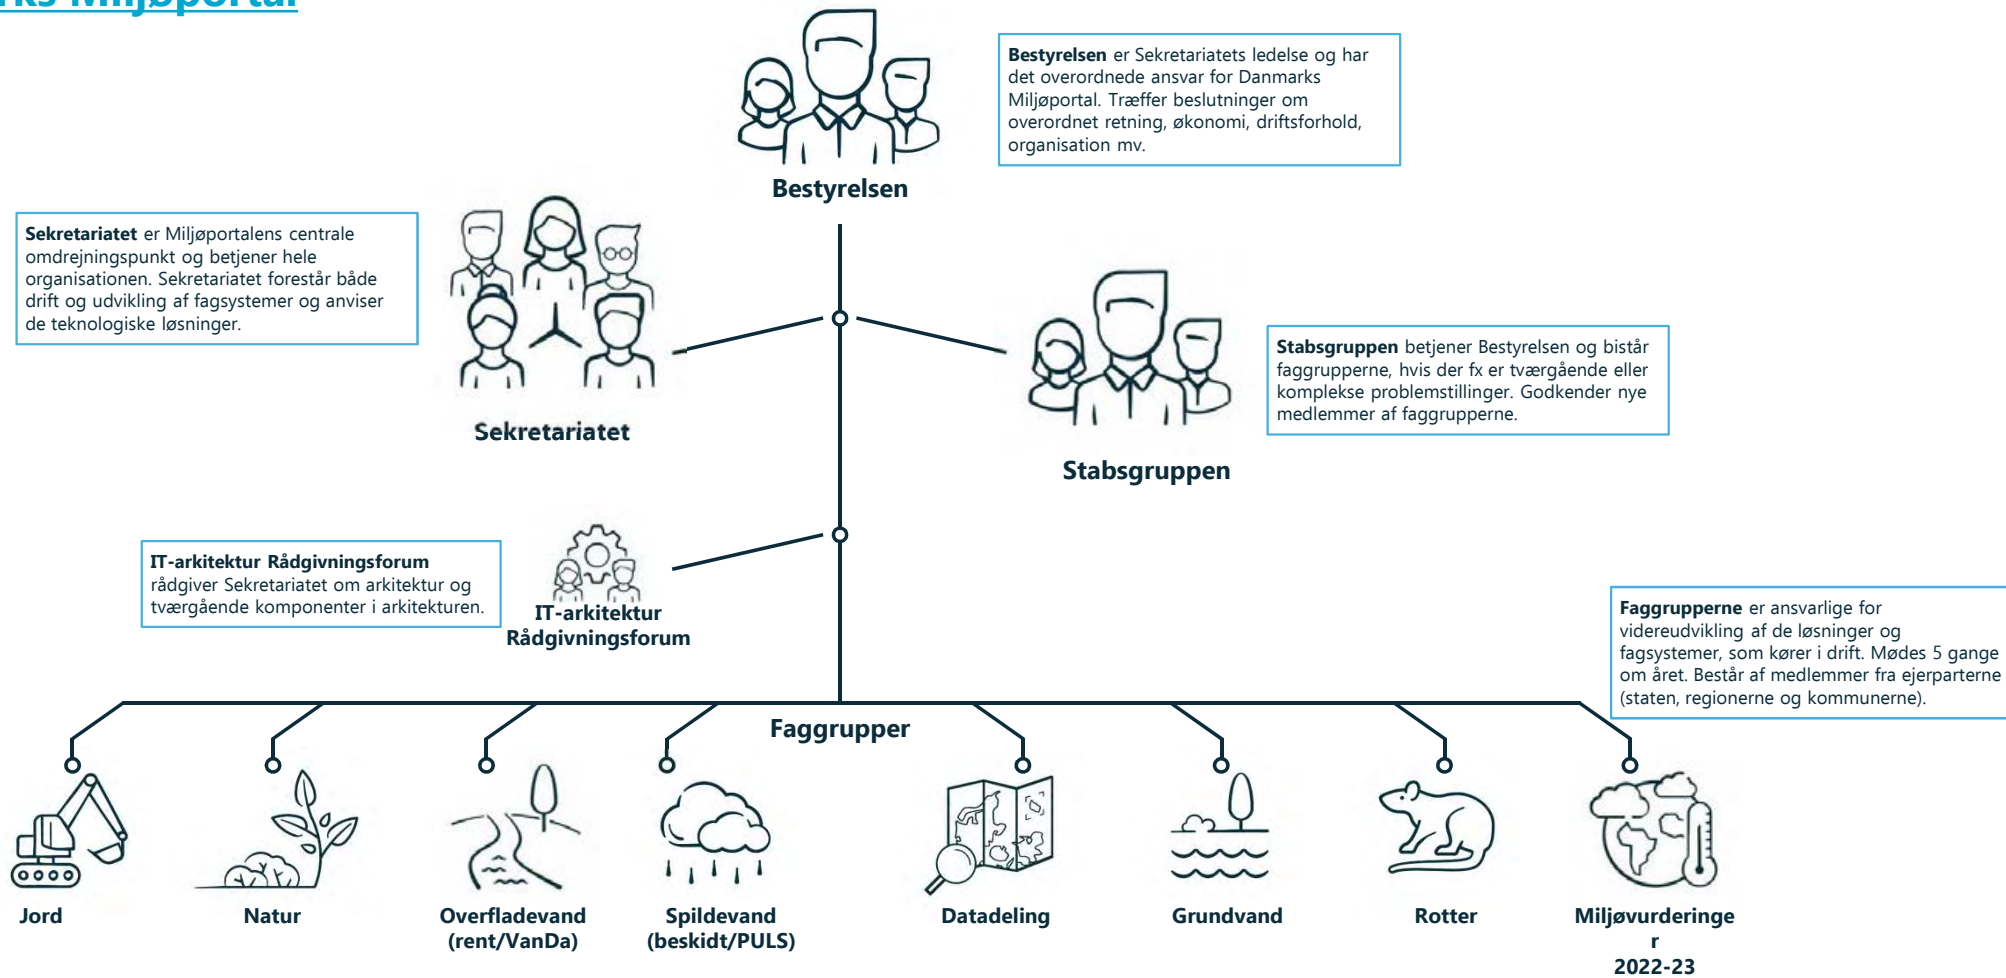 Miljøportal
Bestyrelsen er Sekretariatets ledelse og har
det overordnede ansvar for Danmarks
Miljøportal. Træffer beslutninger om
overordnet retning, økonomi, driftsforhold,
organisation mv.
Bestyrelsen
Sekretariatet er Miljøportalens centrale
omdrejningspunkt og betjener hele
organisationen. Sekretariatet forestår både
drift og udvikling af fagsystemer og anviser
de teknologiske løsninger.
Sekretariatet
Stabsgruppen betjener Bestyrelsen og bistår
faggrupperne, hvis der fx er tværgående eller
komplekse problemstillinger. Godkender nye
medlemmer af faggrupperne.
Stabsgruppen
IT-arkitektur Rådgivningsforum
rådgiver Sekretariatet om arkitektur og
tværgående komponenter i arkitekturen.
IT-arkitektur
Rådgivningsforum
Faggrupperne er ansvarlige for
videreudvikling af de løsninger og
fagsystemer, som kører i drift. Mødes 5 gange
om året. Består af medlemmer fra ejerparterne
(staten, regionerne og kommunerne).
Faggrupper
Jord
Natur
Overfladevand
(rent/VanDa)
Spildevand
(beskidt/PULS)
Datadeling
Grundvand
Rotter
Miljøvurderinge
r
2022-23